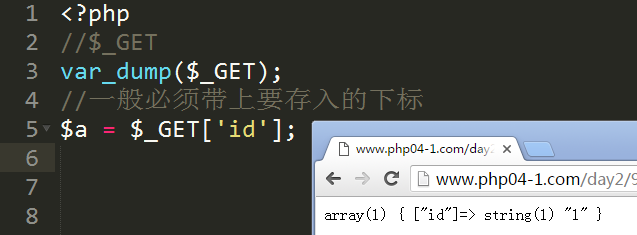 1 <?php
2 //$_GET
3 var_dump($_GET);
4 //一般必须带上要存入的下标
5 $a = $_GET['id'];
6
7
8
www.php04-1.com/day2
www.php04-1.com/day2/9
array(1) { ["id"]=> string(1) "1" }